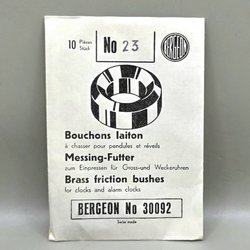 10 Pièces
Stück
No 23
BERGEON
Bouchons laiton
à chasser pour pendules et réveils
Messing-Futter
zum Einpressen für Gross-und Weckeruhren
Brass friction bushes
for clocks and alarm clocks
BERGEON No 30092
Swiss made